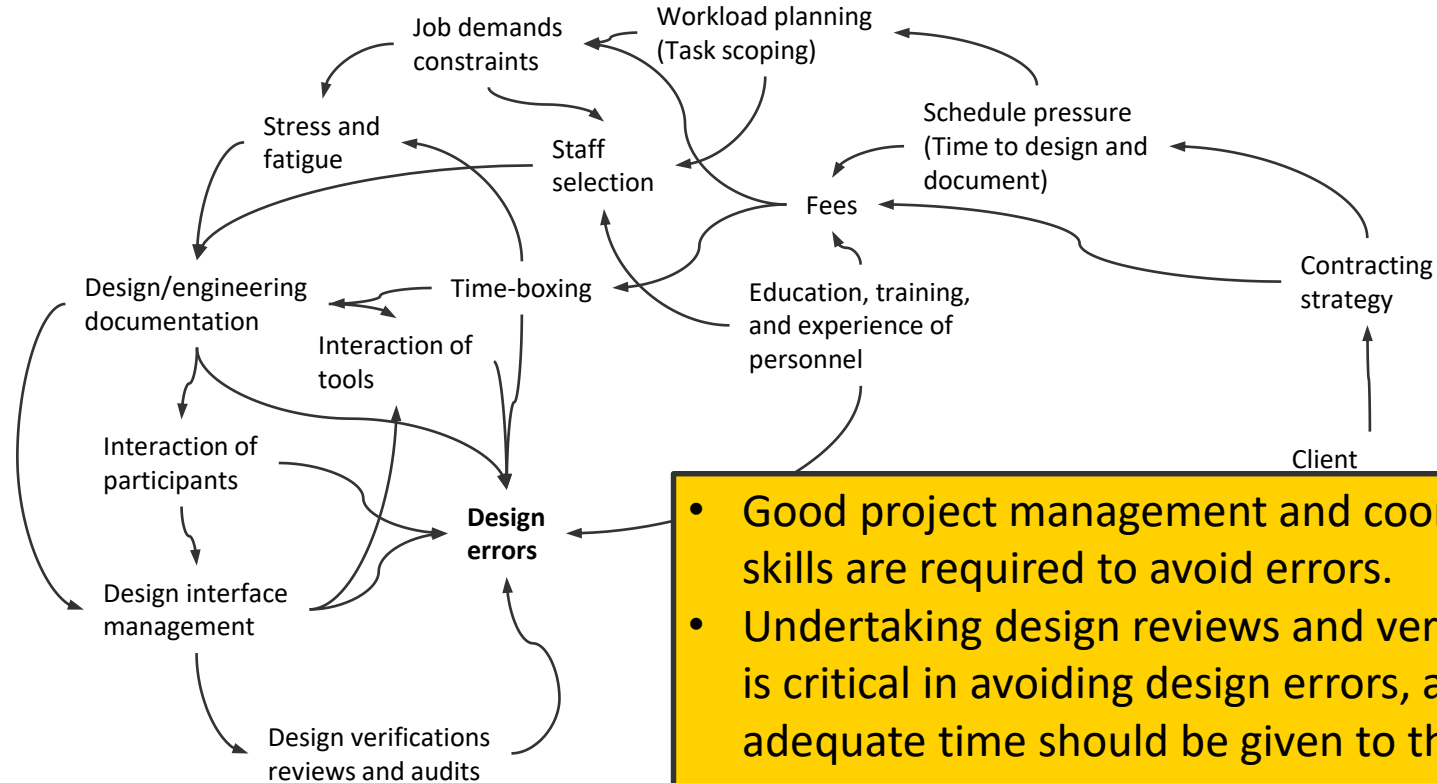 Job demands
constraints
Workload planning
(Task scoping)
Stress and
fatigue
Staff
selection
Schedule pressure
(Time to design and
document)
Fees
Contracting
strategy
Design/engineering
documentation
Time-boxing
Education, training,
and experience of
personnel
Interaction of
tools
Interaction of
participants
Client
Design
errors
Design interface
management
Design verifications
reviews and audits
• Good project management and
skills are required to avoid errors.
• Undertaking design reviews and
is critical in avoiding design errors,
adequate time should be given to